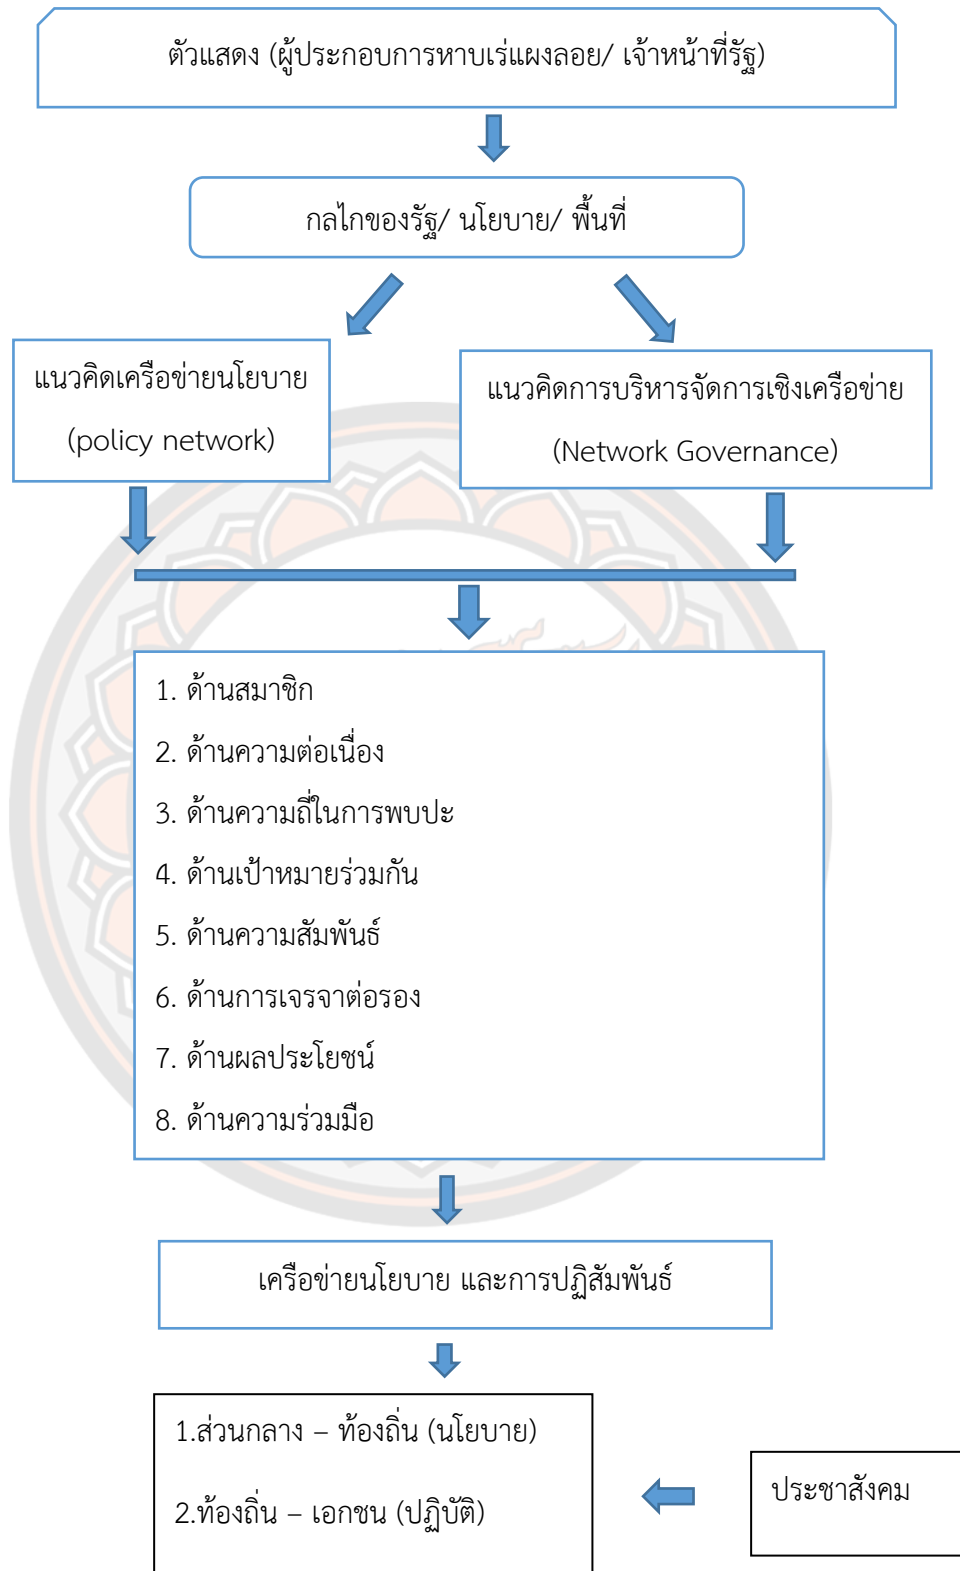 ตัวแสดง (ผู้ประกอบการหาบเร่แผงลอย/ เจ้าหน้าที่รัฐ)
กลไกของรัฐ/ นโยบาย/ พื้นที่
แนวคิดเครือข่ายนโยบาย
(policy network)
แนวคิดการบริหารจัดการเชิงเครือข่าย
(Network Governance)
1. ด้านสมาชิก
2. ด้านความต่อเนื่อง
3. ด้านความถี่ในการพบปะ
4. ด้านเป้าหมายร่วมกัน
5. ด้านความสัมพันธ์
6. ด้านการเจรจาต่อรอง
7. ด้านผลประโยชน์
8. ด้านความร่วมมือ
เครือข่ายนโยบาย และการปฏิสัมพันธ์
1.ส่วนกลาง – ท้องถิ่น (นโยบาย)
2.ท้องถิ่น – เอกชน (ปฏิบัติ)
ประชาสังคม